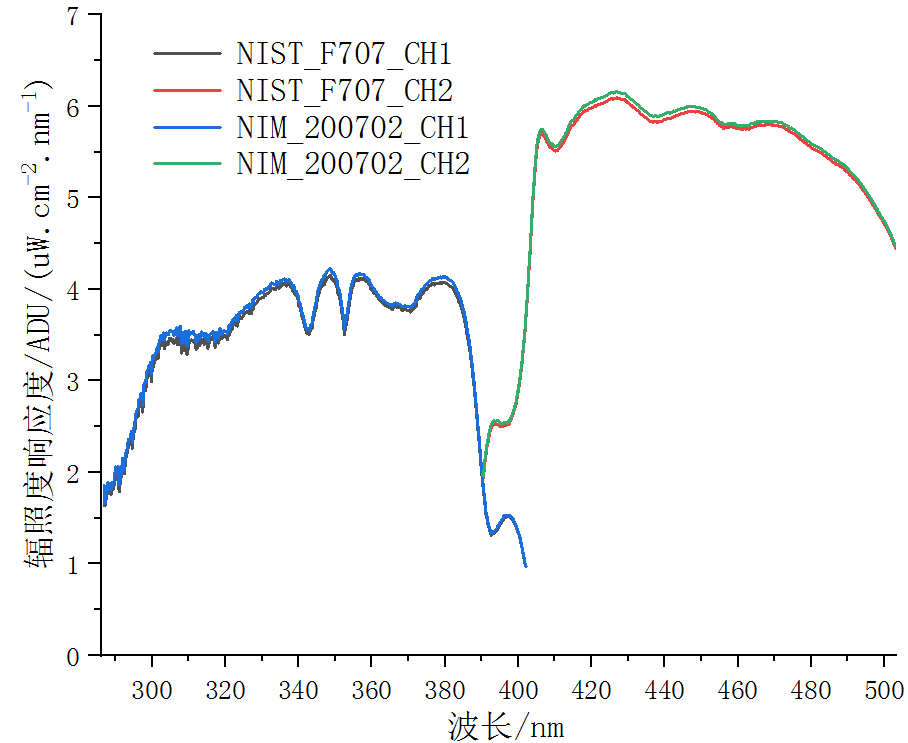 7
6
5
4
3
2
1
0
NIST_F707_CH1
NIST_F707_CH2
NIM_200702_CH1
NIM_200702_CH2
辐照度响应度/ADU/(uW.cm-2.nm-1)
300 320 340 360 380 400 420 440 460 480 500
波长/nm